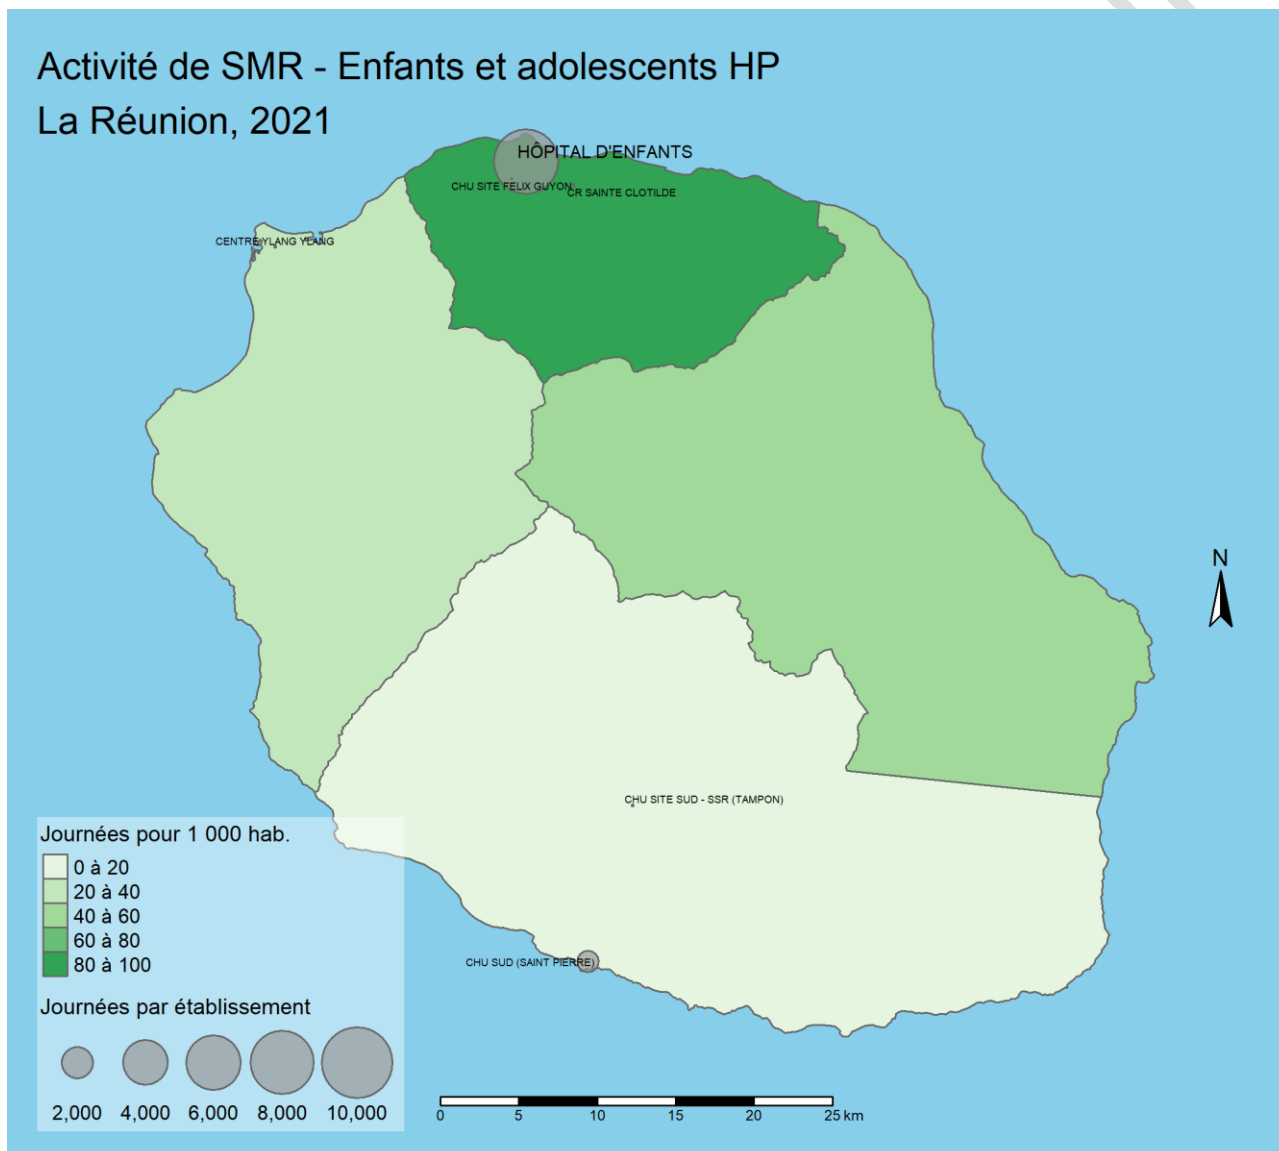 Activité de SMR - Enfants et adolescents HP
La Réunion, 2021
HÔPITAL D'ENFANTS
CHU SITE FELIX GUYON
CR SAINTE CLOTILDE
CENTRE YLANG YLANG
N
CHU SITE SUD - SSR (TAMPON)
CHU SUD (SAINT PIERRE)
Journées pour 1 000 hab.
0 à 20
20 à 40
40 à 60
60 à 80
80 à 100
Journées par établissement
2,000 4,000 6,000 8,000 10,000
0 5 10 15 20 25 km